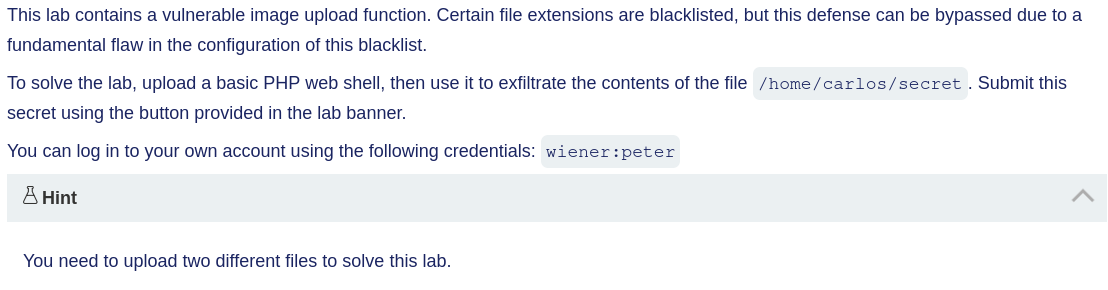 This lab contains a vulnerable image upload function. Certain file extensions are blacklisted, but this defense can be bypassed due to a
fundamental flaw in the configuration of this blacklist.
To solve the lab, upload a basic PHP web shell, then use it to exfiltrate the contents of the file /home/carlos/secret. Submit this
secret using the button provided in the lab banner.
You can log in to your own account using the following credentials: wiener:peter
Hint
You need to upload two different files to solve this lab.